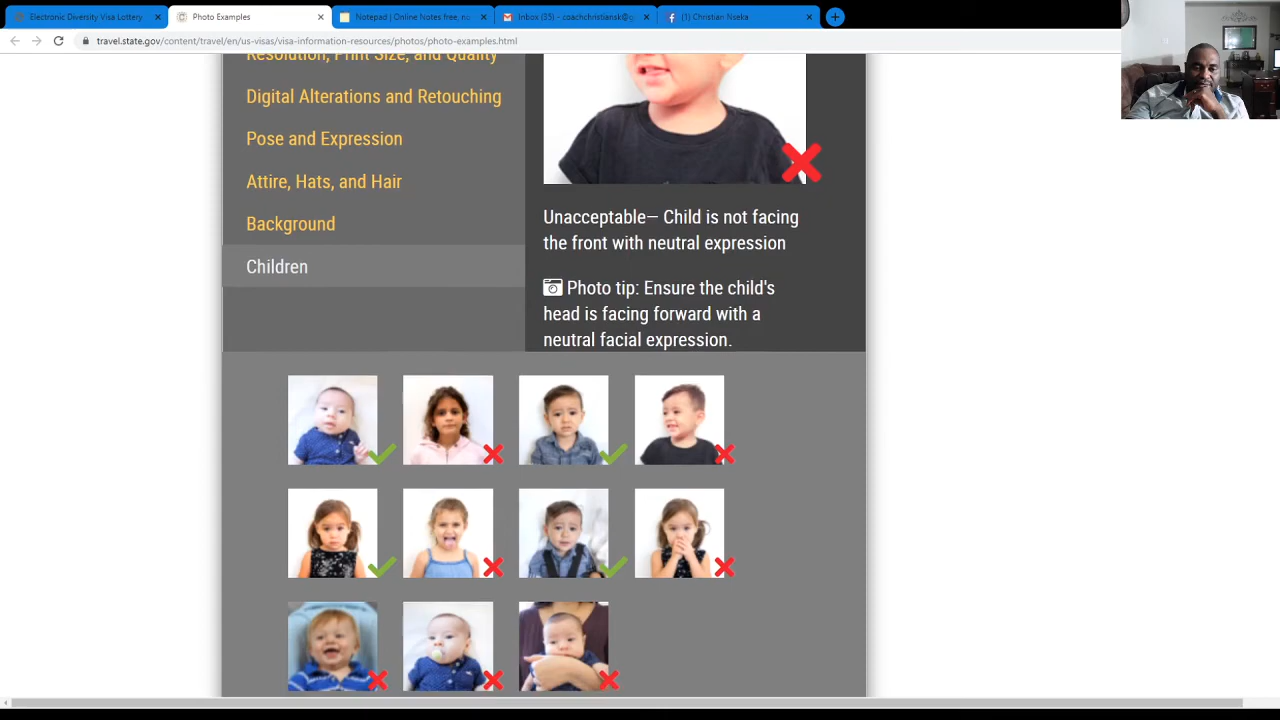 Electronic Diversity Visa Lottery
Photo Examples
Notepad | Online Notes free, no
Inbox (35) - coachchristiansk@g
(1) Christian Nseka
travel.state.gov/content/travel/en/us-visas/visa-information-resources/photos/photo-examples.html
Resolution, Print Size, and Quality
Digital Alterations and Retouching
Pose and Expression
Attire, Hats, and Hair
Background
Children
Unacceptable— Child is not facing
the front with neutral expression
Photo tip: Ensure the child's
head is facing forward with a
neutral facial expression.